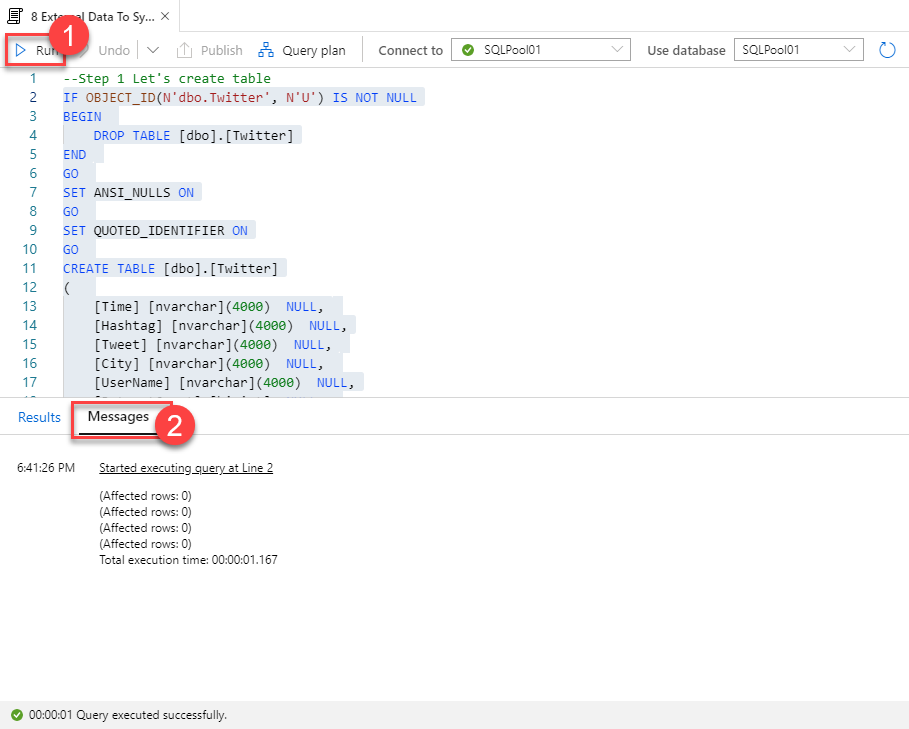 8 External Data To Sy... ×
Run 1 Undo Publish Query plan Connect to SQLPool01 Use database SQLPool01
1 --Step 1 Let's create table
2 IF OBJECT_ID(N'dbo.Twitter', N'U') IS NOT NULL
3 BEGIN
4 DROP TABLE [dbo].[Twitter]
5 END
6 GO
7 SET ANSI_NULLS ON
8 GO
9 SET QUOTED_IDENTIFIER ON
10 GO
11 CREATE TABLE [dbo].[Twitter]
12 (
13 [Time] [nvarchar](4000) NULL,
14 [Hashtag] [nvarchar](4000) NULL,
15 [Tweet] [nvarchar](4000) NULL,
16 [City] [nvarchar](4000) NULL,
17 [UserName] [nvarchar](4000) NULL,
Results Messages 2
6:41:26 PM Started executing query at Line 2
(Affected rows: 0)
(Affected rows: 0)
(Affected rows: 0)
(Affected rows: 0)
Total execution time: 00:00:01.167
00:00:01 Query executed successfully.